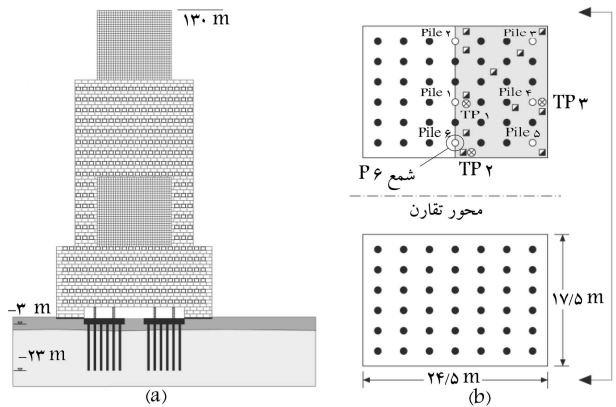 ۱۳۰ m
−۳ m
−۲۳ m
(a)
Pile ۲
Pile ۳
Pile ۱
Pile ۴
TP ۳
TP ۱
Pile ۶
Pile ۵
TP ۲
شمع P ۶
محور تقارن
۱۷/۵ m
۲۴/۵ m
(b)